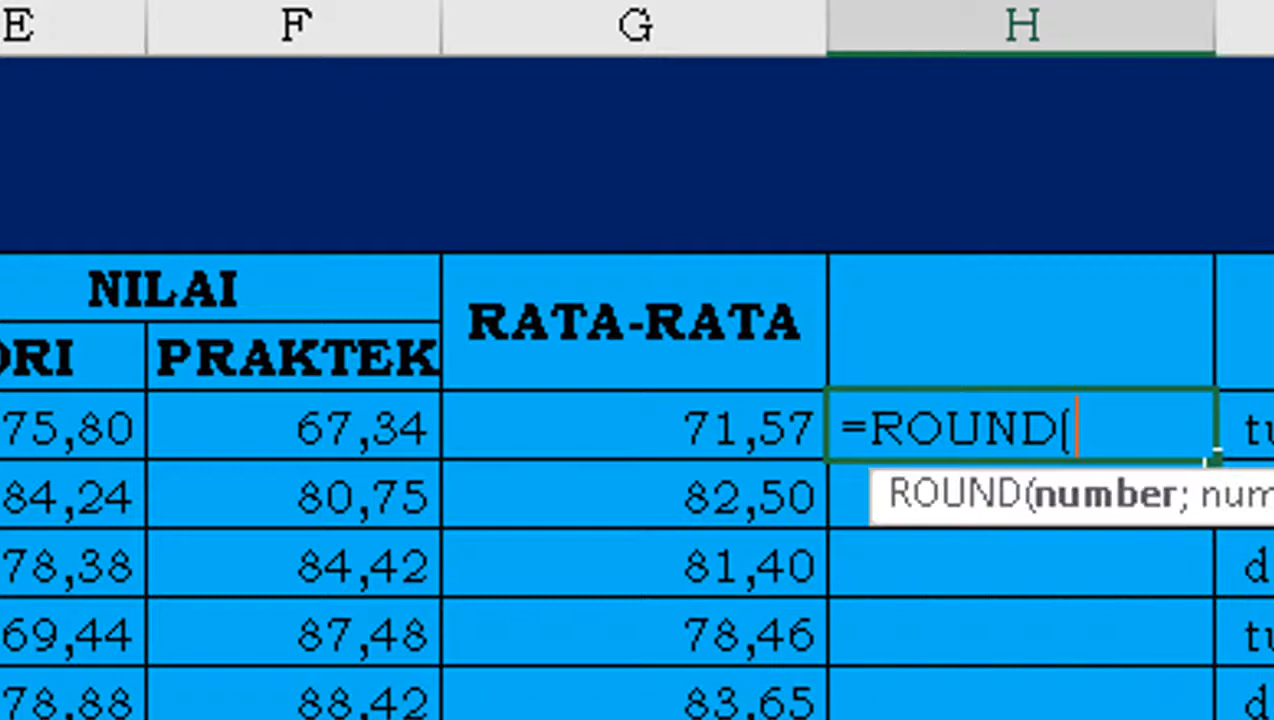 E F G H
NILAI
RATA-RATA
ORI PRAKTEK
75,80 67,34 71,57 =ROUND( tu
ROUND(number; num
84,24 80,75 82,50
78,38 84,42 81,40 d
69,44 87,48 78,46 tu
78,88 88,42 83,65 d